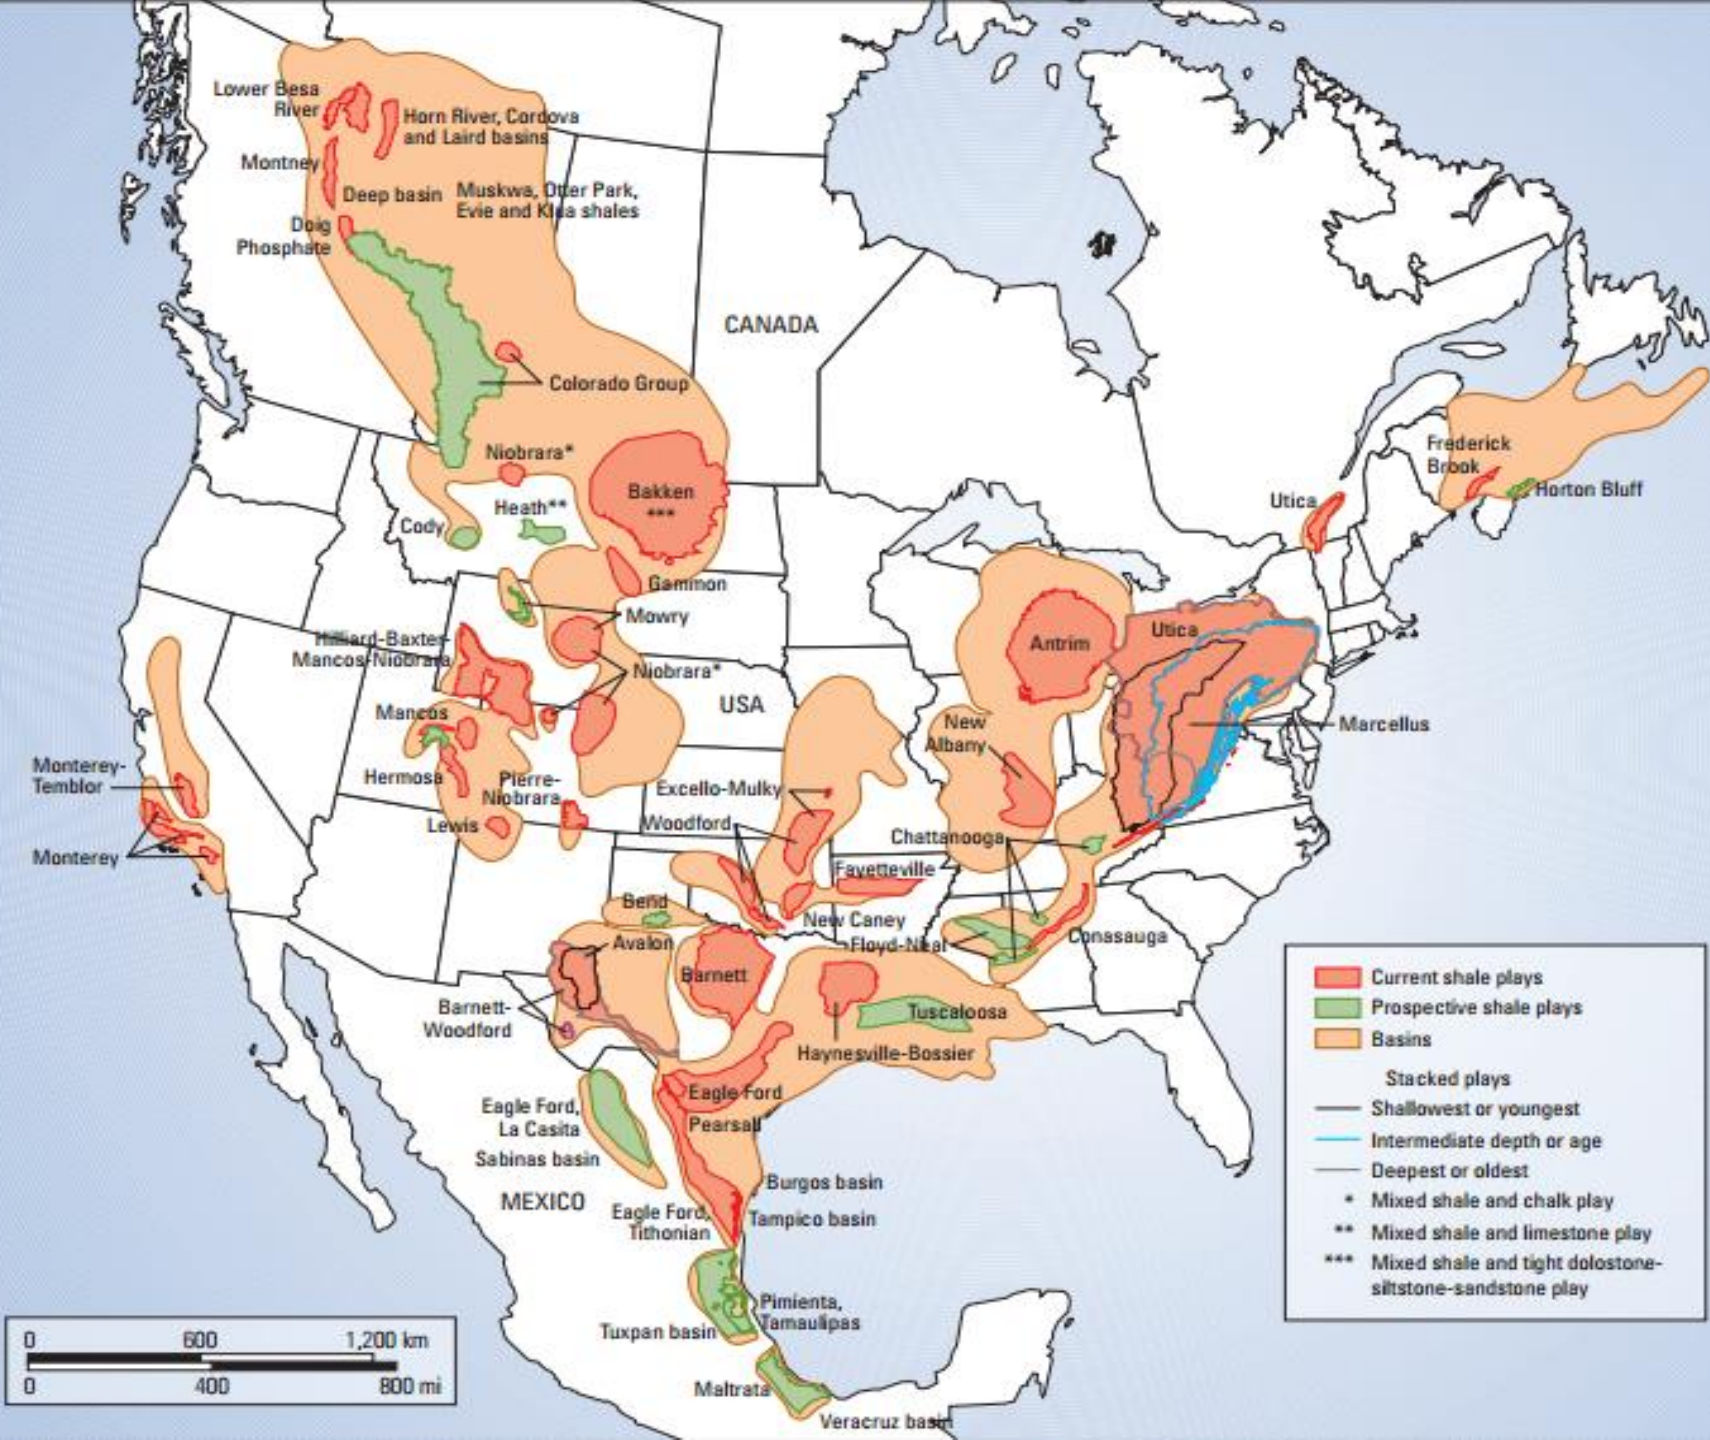 Lower Besa
River
Horn River, Cordova
and Laird basins
Montney
Deep basin
Muskwa, Otter Park,
Evie and Klua shales
Doig
Phosphate
CANADA
Colorado Group
Niobrara*
Bakken
***
Heath**
Cody
Gammon
Mowry
Hilliard-Baxter-
Mancos-Niobrara
Niobrara*
USA
Mancos
Hermosa
Pierre-
Niobrara
Lewis
Monterey-
Temblor
Monterey
Frederick
Brook
Horton Bluff
Utica
Antrim
Utica
Marcellus
New
Albany
Excello-Mulky
Woodford
Chattanooga
Fayetteville
Bend
New Caney
Floyd-Neal
Conasauga
Avalon
Barnett
Barnett-
Woodford
Tuscaloosa
Haynesville-Bossier
Eagle Ford
Pearsall
Eagle Ford,
La Casita
Sabinas basin
MEXICO
Burgos basin
Eagle Ford,
Tithonian
Tampico basin
Pimienta,
Tamaulipas
Tuxpan basin
Maltrata
Veracruz basin
Current shale plays
Prospective shale plays
Basins
Stacked plays
Shallowest or youngest
Intermediate depth or age
Deepest or oldest
* Mixed shale and chalk play
** Mixed shale and limestone play
*** Mixed shale and tight dolostone-
siltstone-sandstone play
0 600 1,200 km
0 400 800 mi